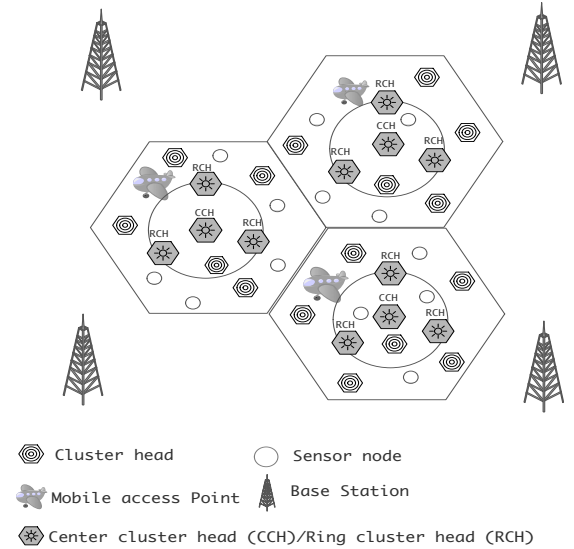 RCH
CCH
RCH
RCH
RCH
CCH
RCH
RCH
RCH
CCH
RCH
RCH
Cluster head
Sensor node
Mobile access Point
Base Station
Center cluster head (CCH)/Ring cluster head (RCH)